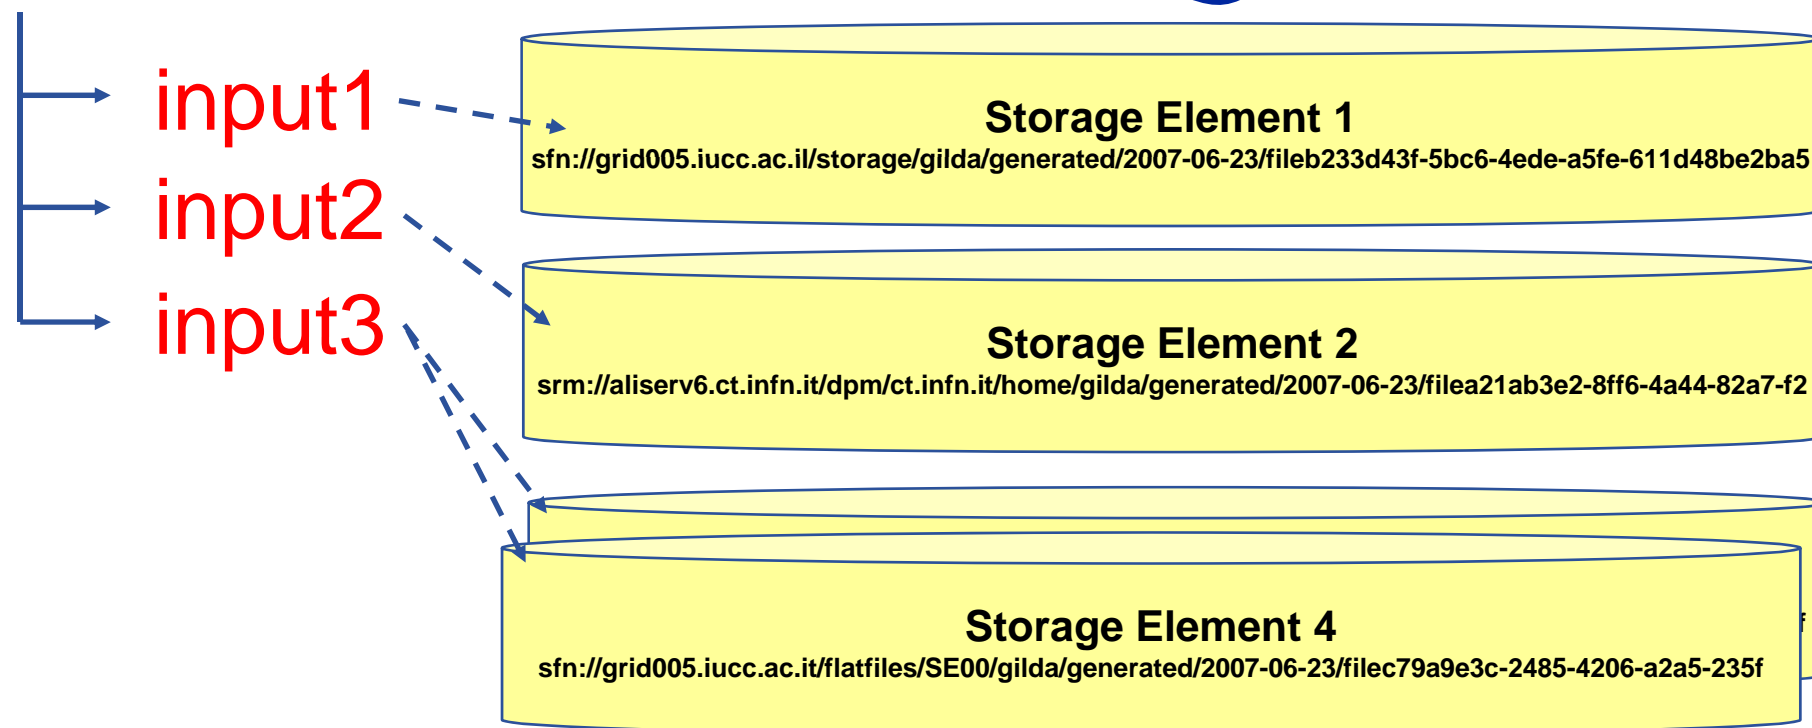 input1
Storage Element 1
sfn://grid005.iucc.ac.il/storage/gilda/generated/2007-06-23/fileb233d43f-5bc6-4ede-a5fe-611d48be2ba5
input2
input3
Storage Element 2
srm://aliserv6.ct.infn.it/dpm/ct.infn.it/home/gilda/generated/2007-06-23/filea21ab3e2-8ff6-4a44-82a7-f2
Storage Element 4
sfn://grid005.iucc.ac.it/flatfiles/SE00/gilda/generated/2007-06-23/filec79a9e3c-2485-4206-a2a5-235f